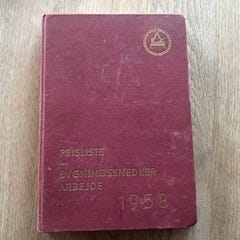 PRISLISTE
FOR
BYGNINGSSNEDKER
ARBEJDE
1958